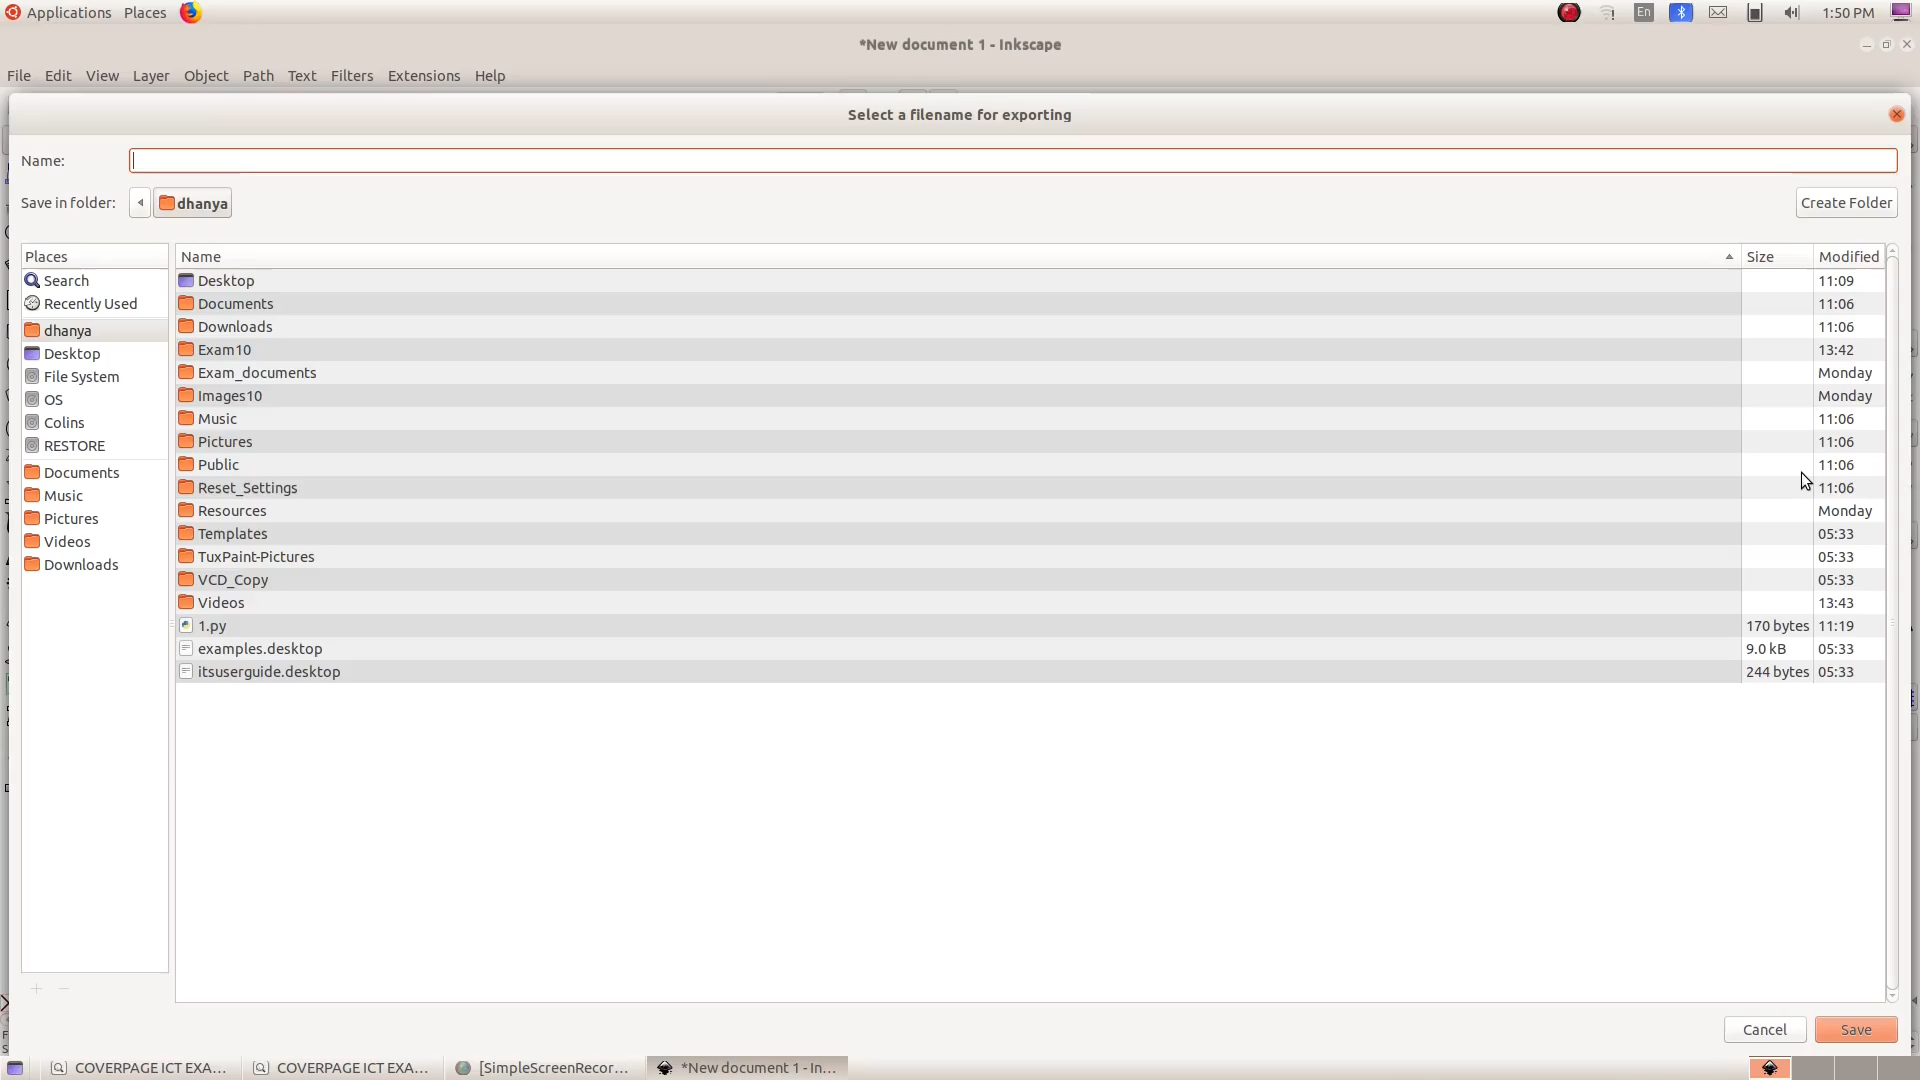 Applications Places En 1:50 PM
*New document 1 - Inkscape
File Edit View Layer Object Path Text Filters Extensions Help
Select a filename for exporting
Name:
Save in folder: dhanya Create Folder
Places
Search
Recently Used
dhanya
Desktop
File System
OS
Colins
RESTORE
Documents
Music
Pictures
Videos
Downloads
Name Size Modified
Desktop 11:09
Documents 11:06
Downloads 11:06
Exam10 13:42
Exam_documents Monday
Images10 Monday
Music 11:06
Pictures 11:06
Public 11:06
Reset_Settings 11:06
Resources Monday
Templates 05:33
TuxPaint-Pictures 05:33
VCD_Copy 05:33
Videos 13:43
1.py 170 bytes 11:19
examples.desktop 9.0 kB 05:33
itsuserguide.desktop 244 bytes 05:33
Cancel Save
COVERPAGE ICT EXA... COVERPAGE ICT EXA... [SimpleScreenRecor... *New document 1 - In...